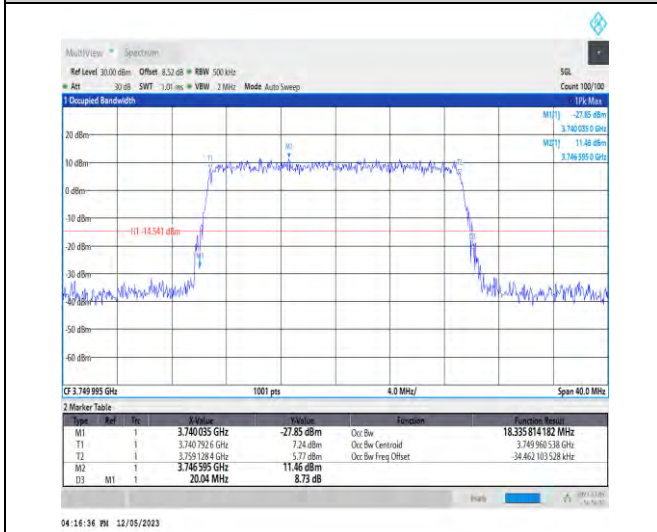 MultiView Spectrum
Ref Level 30.00 dBm Offset 8.52 dB RBW 500 kHz SGL
Att 30 dB SWT 1.01 ms VBW 2 MHz Mode Auto Sweep Count 100/100
1 Occupied Bandwidth 1Pk Max
M1[1] -27.85 dBm
3.740 035 0 GHz
M2[1] 11.46 dBm
3.746 595 0 GHz
20 dBm
M2
T1 T2
10 dBm
0 dBm
-10 dBm
H1 -14.541 dBm
-20 dBm
M1
-30 dBm
-40 dBm
-50 dBm
-60 dBm
CF 3.749 995 GHz 1001 pts 4.0 MHz/ Span 40.0 MHz
2 Marker Table
Type Ref Trc X-Value Y-Value Function Function Result
M1 1 3.740 035 GHz -27.85 dBm Occ Bw 18.335 814 182 MHz
T1 1 3.740 792 6 GHz 7.24 dBm Occ Bw Centroid 3.749 960 538 GHz
T2 1 3.759 128 4 GHz 5.77 dBm Occ Bw Freq Offset -34.462 103 528 kHz
M2 1 3.746 595 GHz 11.46 dBm
D3 M1 1 20.04 MHz 8.73 dB
04:16:36 PM 12/05/2023